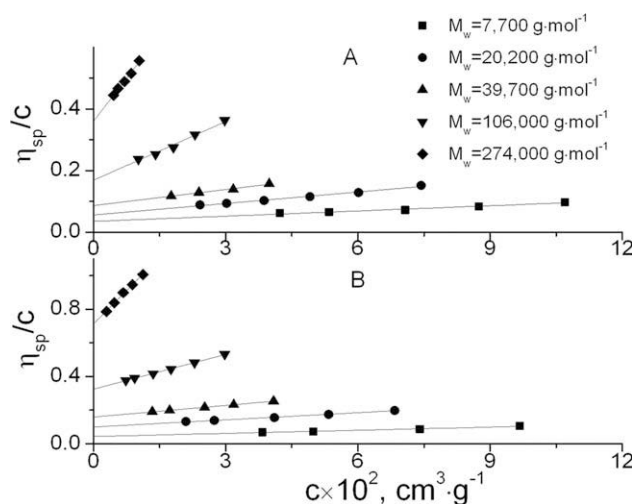 A
M_w=7,700 g·mol⁻¹
M_w=20,200 g·mol⁻¹
M_w=39,700 g·mol⁻¹
M_w=106,000 g·mol⁻¹
M_w=274,000 g·mol⁻¹
η_sp/c
0.4
0.2
0.0
0 3 6 9 12
B
η_sp/c
0.8
0.4
0.0
0 3 6 9 12
c×10², cm³·g⁻¹